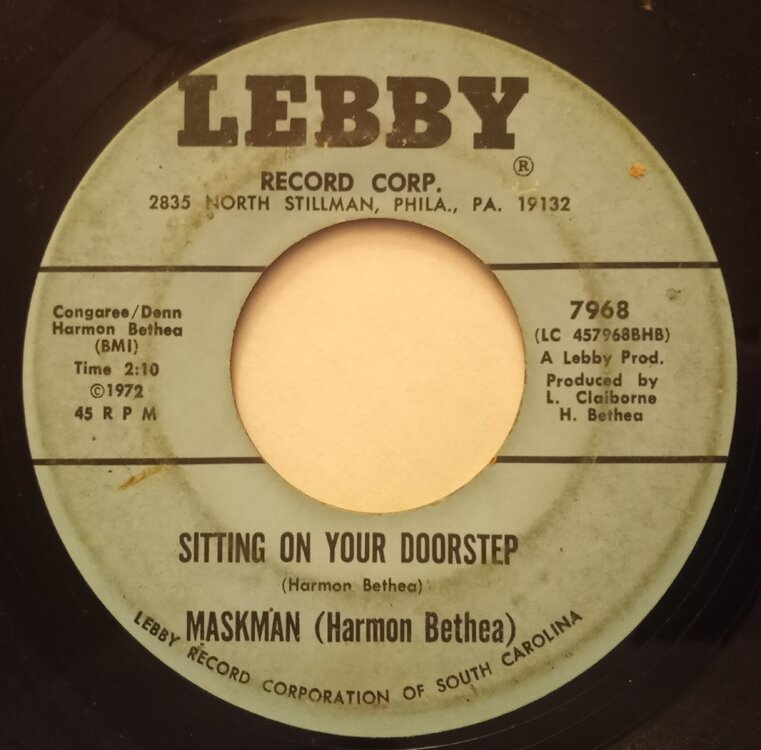 LEBBY
®
RECORD CORP.
2835 NORTH STILLMAN, PHILA., PA. 19132
Congaree/Denn
Harmon Bethea
(BMI)
Time 2:10
©1972
45 R P M
7968
(LC 457968BHB)
A Lebby Prod.
Produced by
L. Claiborne
H. Bethea
SITTING ON YOUR DOORSTEP
(Harmon Bethea)
MASKMAN (Harmon Bethea)
LEBBY RECORD CORPORATION OF SOUTH CAROLINA